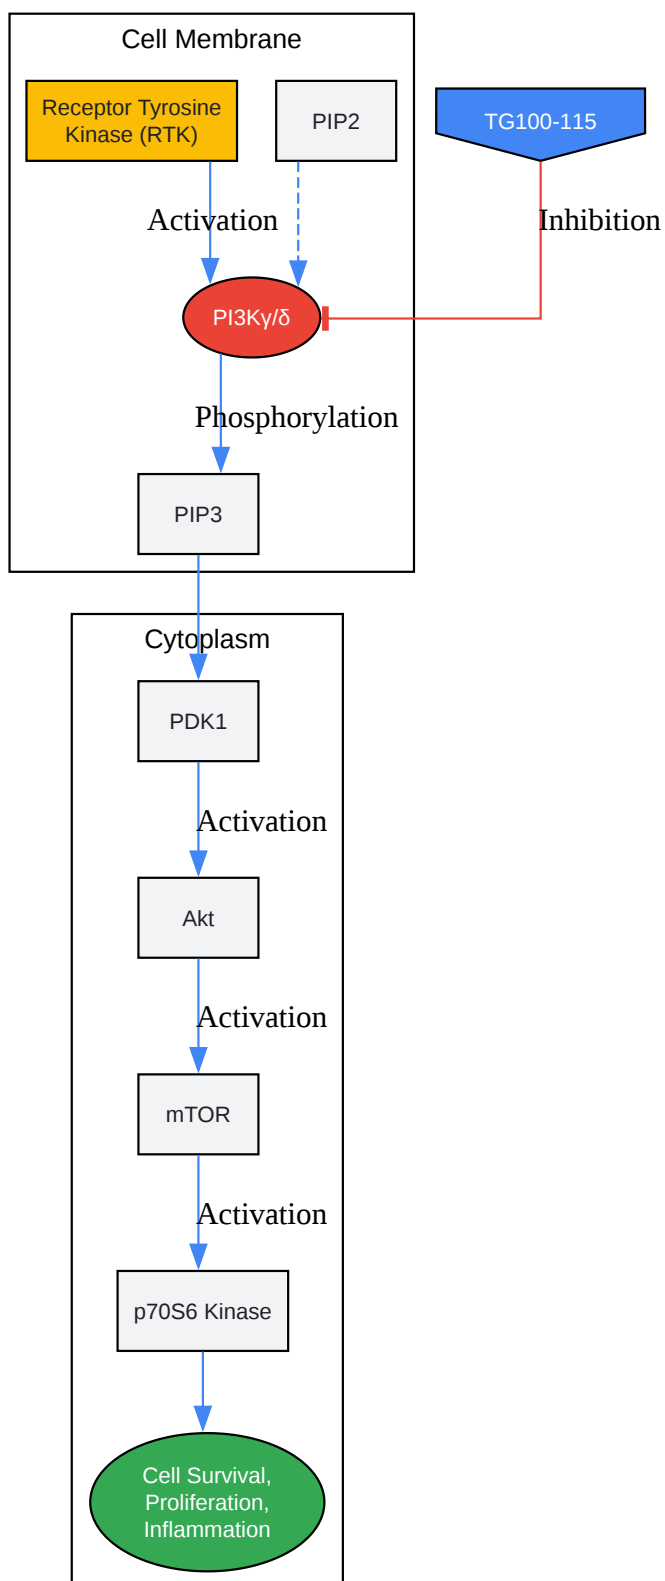 Cell Membrane
Receptor Tyrosine
Kinase (RTK)
PIP2
TG100-115
Activation
Inhibition
PI3Kγ/δ
Phosphorylation
PIP3
Cytoplasm
PDK1
Activation
Akt
Activation
mTOR
Activation
p70S6 Kinase
Cell Survival,
Proliferation,
Inflammation